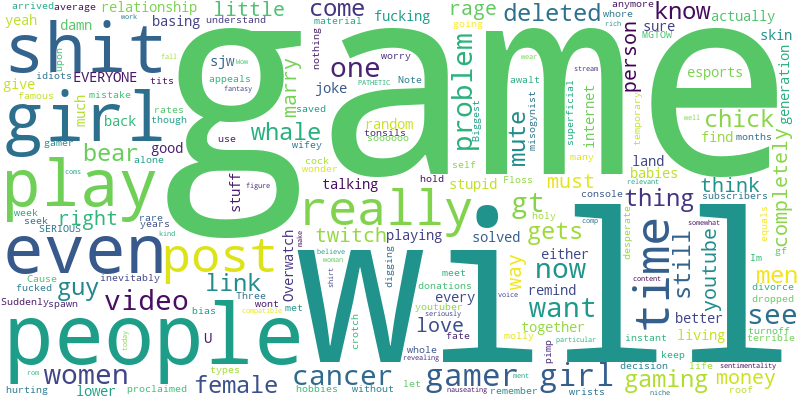 game
will
people
shit
girl
play
even
post
really
time
one
video
women
female
cancer
gamer
girl
gaming
money
see
men
want
now
gets
gt
way
thing
think
must
still
youtube
problem
mute
person
know
deleted
rage
come
little
basing
relationship
arrived
average
work
understand
fucking
material
going
whore
rich
anymore
MGTOW
sure
actually
skin
generation
yeah
damn
idiots
upon
EVERYONE
tits
sjw
appeals
nothing
joke
worry
PATHETIC
Note
Biggest
await
misogynist
superficial
internet
esports
temporary
give
famous
mistake
fall
Wow
fantasy
marry
saved
random
tonsils
wear
stream
chick
find
well
months
gamer
much
back
rates
though
whale
wifey
soooooo
many
land
babies
completely
bear
good
alone
use
cock
wonder
self
stupid
hold
Floss
console
relevant
subscribers
stuff
figure
talking
coms
week
seek
right
rare
years
SERIOUS
kind
twitch
playing
solved
holy
comp
either
desperate
somewhat
equals
gf
Im
Cause
fucked
inevitably
guy
link
Overwatch
make
believe
woman
shirt
digging
meet
donations
every
remind
together
content
divorce
dropped
better
turnoff
terrible
living
instant
Suddenly
spawn
bias
Three
wont
U
met
crotch
youtuber
seriously
voice
love
fate
molly
particular
keep
today
compatible
whole
revealing
pimp
decision
life
sentimentality
hurting
lower
proclaimed
rom
types
hobbies
without
let
nauseating
ment
remember
wrists
niche
roof